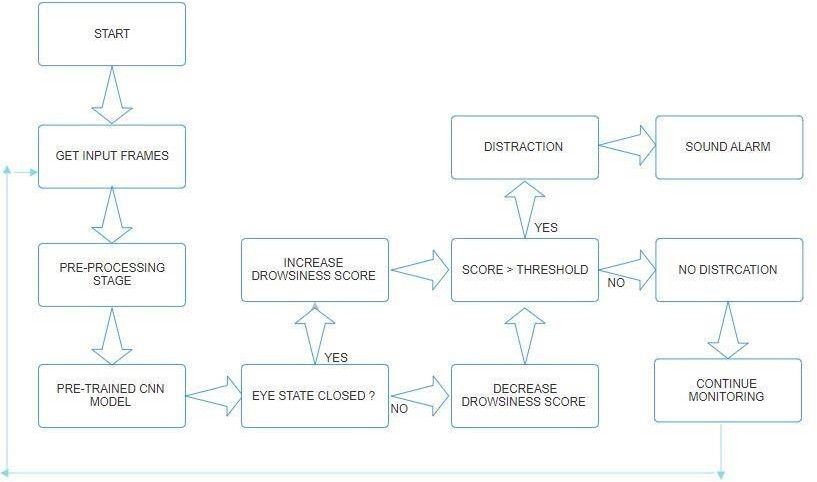 START
GET INPUT FRAMES
DISTRACTION
SOUND ALARM
YES
PRE-PROCESSING
STAGE
INCREASE
DROWSINESS SCORE
SCORE > THRESHOLD
NO
NO DISTRCATION
YES
PRE-TRAINED CNN
MODEL
EYE STATE CLOSED ?
NO
DECREASE
DROWSINESS SCORE
CONTINUE
MONITORING